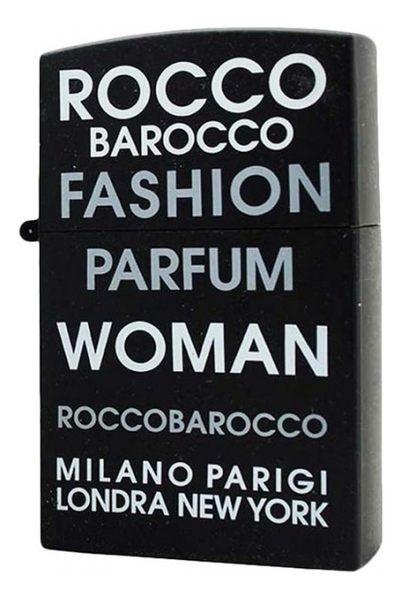 ROCCO
BAROCCO
FASHION
PARFUM
WOMAN
ROCCOBAROCCO
MILANO PARIGI
LONDRA NEW YORK